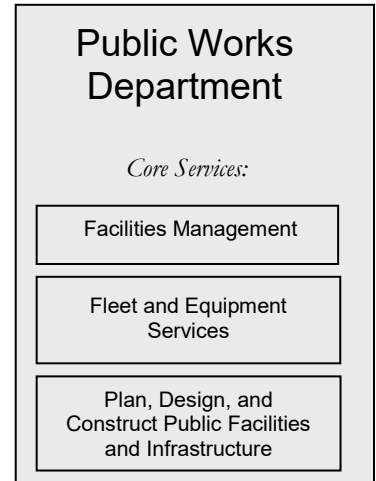 Public Works
Department
Core Services:
Facilities Management
Fleet and Equipment
Services
Plan, Design, and
Construct Public Facilities
and Infrastructure